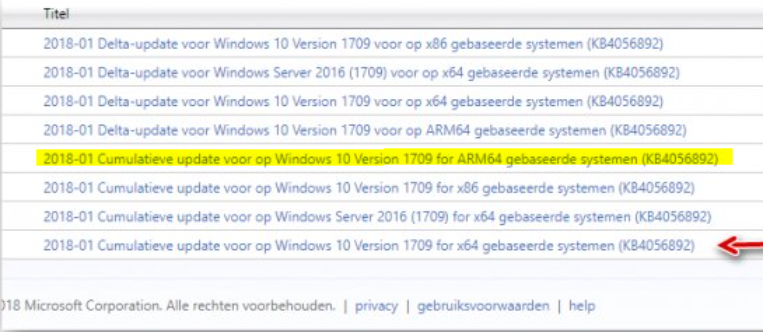 Titel
2018-01 Delta-update voor Windows 10 Version 1709 voor op x86 gebaseerde systemen (KB4056892)
2018-01 Delta-update voor Windows Server 2016 (1709) voor op x64 gebaseerde systemen (KB4056892)
2018-01 Delta-update voor Windows 10 Version 1709 voor op x64 gebaseerde systemen (KB4056892)
2018-01 Delta-update voor Windows 10 Version 1709 voor op ARM64 gebaseerde systemen (KB4056892)
2018-01 Cumulatieve update voor op Windows 10 Version 1709 for ARM64 gebaseerde systemen (KB4056892)
2018-01 Cumulatieve update voor op Windows 10 Version 1709 for x86 gebaseerde systemen (KB4056892)
2018-01 Cumulatieve update voor op Windows Server 2016 (1709) for x64 gebaseerde systemen (KB4056892)
2018-01 Cumulatieve update voor op Windows 10 Version 1709 for x64 gebaseerde systemen (KB4056892)
018 Microsoft Corporation. Alle rechten voorbehouden. | privacy | gebruiksvoorwaarden | help